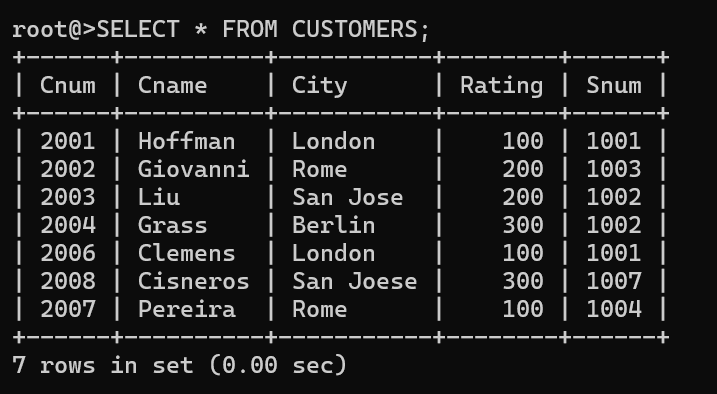 root@>SELECT * FROM CUSTOMERS;
+------+----------+-----------+--------+------+
| Cnum | Cname    | City      | Rating | Snum |
+------+----------+-----------+--------+------+
| 2001 | Hoffman  | London    |    100 | 1001 |
| 2002 | Giovanni | Rome      |    200 | 1003 |
| 2003 | Liu      | San Jose  |    200 | 1002 |
| 2004 | Grass    | Berlin    |    300 | 1002 |
| 2006 | Clemens  | London    |    100 | 1001 |
| 2008 | Cisneros | San Joese |    300 | 1007 |
| 2007 | Pereira  | Rome      |    100 | 1004 |
+------+----------+-----------+--------+------+
7 rows in set (0.00 sec)